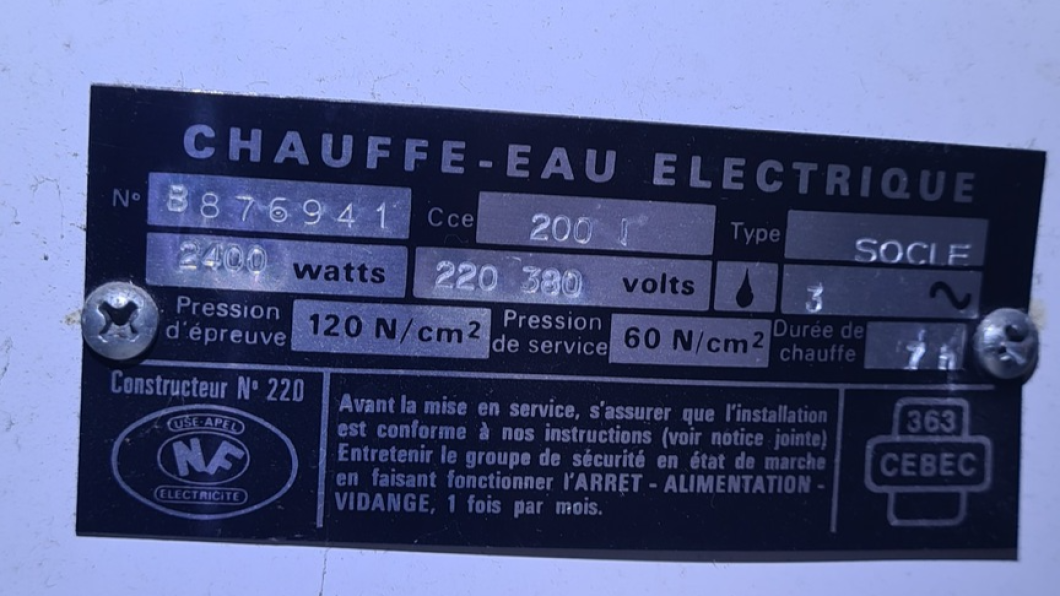 CHAUFFE-EAU ELECTRIQUE
N° 8876941 Cce 200 l Type SOCLE
2400 watts 220 380 volts 3 ~
Pression d'épreuve 120 N/cm² Pression de service 60 N/cm² Durée de chauffe 7 h
Constructeur N° 220
USE-APEL
NF
ELECTRICITE
Avant la mise en service, s'assurer que l'installation
est conforme à nos instructions (voir notice jointe)
Entretenir le groupe de sécurité en état de marche
en faisant fonctionner l'ARRET - ALIMENTATION -
VIDANGE, 1 fois par mois.
363
CEBEC